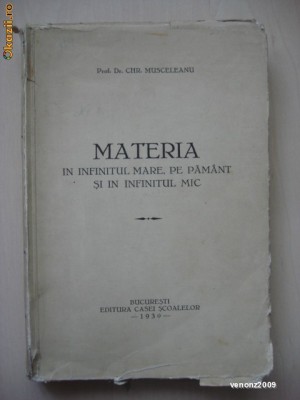 okazii.ro
Prof. Dr. CHR. MUSCELEANU
MATERIA
IN INFINITUL MARE, PE PĂMÂNT
ȘI IN INFINITUL MIC
BUCUREȘTI
EDITURA CASEI ȘCOALELOR
— 1930 —
venonz2009